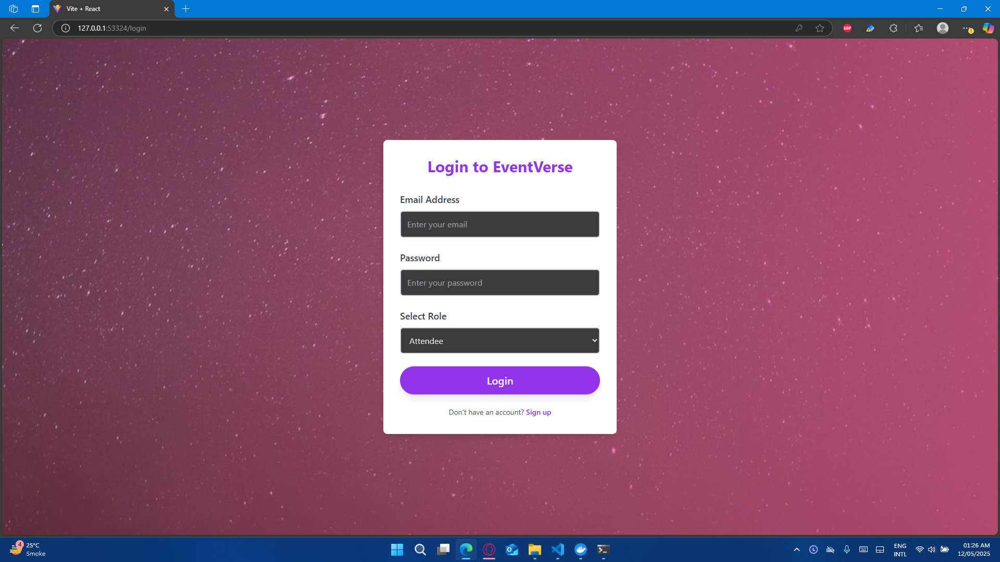 Vite + React
127.0.0.1:53324/login
ABP
Login to EventVerse
Email Address
Enter your email
Password
Enter your password
Select Role
Attendee
Login
Don't have an account? Sign up
4
25°C
Smoke
L
ENG
INTL
01:26 AM
12/05/2025